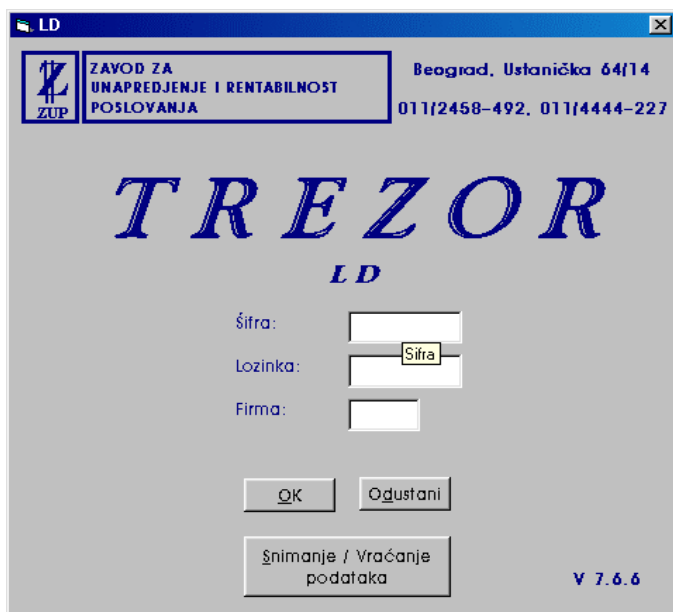 LD
ZUP
ZAVOD ZA
UNAPREDJENJE I RENTABILNOST
POSLOVANJA
Beograd, Ustanička 64/14
011/2458-492, 011/4444-227
TREZOR
LD
Šifra:
Sifra
Lozinka:
Firma:
OK
Odustani
Snimanje / Vraćanje
podataka
V 7.6.6